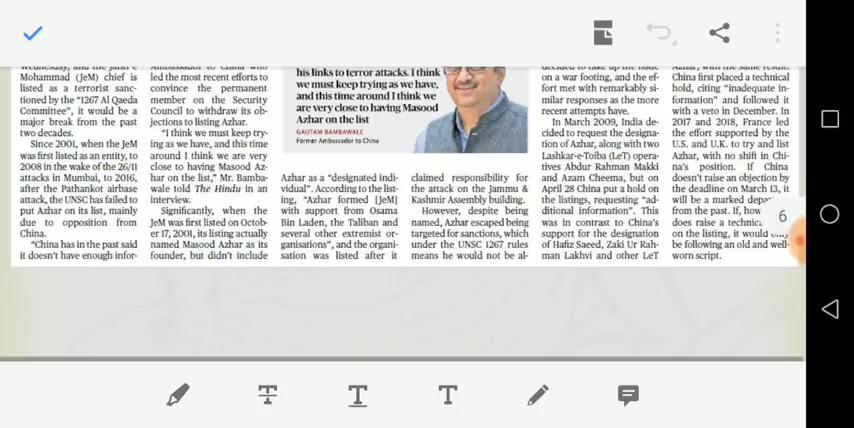 Wednesday, and the Jaish-e
Mohammad (JeM) chief is
listed as a terrorist sanc-
tioned by the "1267 Al Qaeda
Committee", it would be a
major break from the past
two decades.
Since 2001, when the JeM
was first listed as an entity, to
2008 in the wake of the 26/11
attacks in Mumbai, to 2016,
after the Pathankot airbase
attack, the UNSC has failed to
put Azhar on its list, mainly
due to opposition from
China.
"China has in the past said
it doesn't have enough infor-
Ambassador to China who
led the most recent efforts to
convince the permanent
member on the Security
Council to withdraw its ob-
jections to listing Azhar.
"I think we must keep try-
ing as we have, and this time
around I think we are very
close to having Masood Az-
har on the list," Mr. Bamba-
wale told The Hindu in an
interview.
Significantly, when the
JeM was first listed on Octob-
er 17, 2001, its listing actually
named Masood Azhar as its
founder, but didn't include
his links to terror attacks. I think
we must keep trying as we have,
and this time around I think we
are very close to having Masood
Azhar on the list
GAUTAM BAMBAWALE
Former Ambassador to China
Azhar as a "designated indi-
vidual". According to the list-
ing, "Azhar formed [JeM]
with support from Osama
Bin Laden, the Taliban and
several other extremist or-
ganisations", and the organi-
sation was listed after it
claimed responsibility for
the attack on the Jammu &
Kashmir Assembly building.
However, despite being
named, Azhar escaped being
targeted for sanctions, which
under the UNSC 1267 rules
means he would not be al-
decided to take up the issue
on a war footing, and the ef-
fort met with remarkably si-
milar responses as the more
recent attempts have.
In March 2009, India de-
cided to request the designa-
tion of Azhar, along with two
Lashkar-e-Toiba (LeT) opera-
tives Abdur Rahman Makki
and Azam Cheema, but on
April 28 China put a hold on
the listings, requesting "ad-
ditional information". This
was in contrast to China's
support for the designation
of Hafiz Saeed, Zaki Ur Rah-
man Lakhvi and other LeT
Azhar, with the same result.
China first placed a technical
hold, citing "inadequate in-
formation" and followed it
with a veto in December. In
2017 and 2018, France led
the effort supported by the
U.S. and U.K. to try and list
Azhar, with no shift in Chi-
na's position. If China
doesn't raise an objection by
the deadline on March 13, it
will be a marked
from the past. If,
does raise a
on the listing, it would
be following an old and well-
worn script.
6
T
T
T